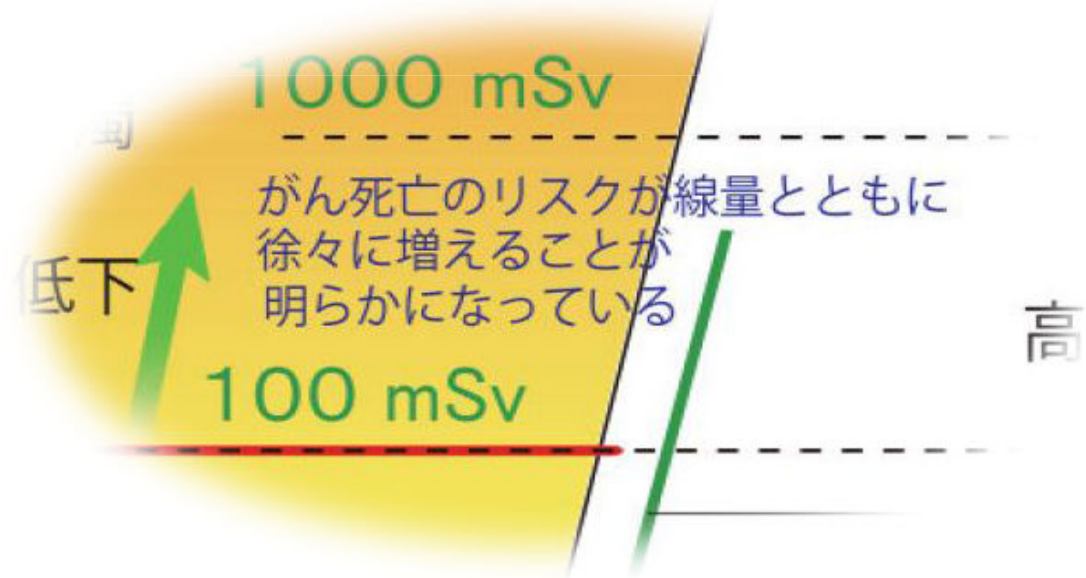 1000 mSv
がん死亡のリスクが線量とともに
徐々に増えることが
明らかになっている
低下
高
100 mSv